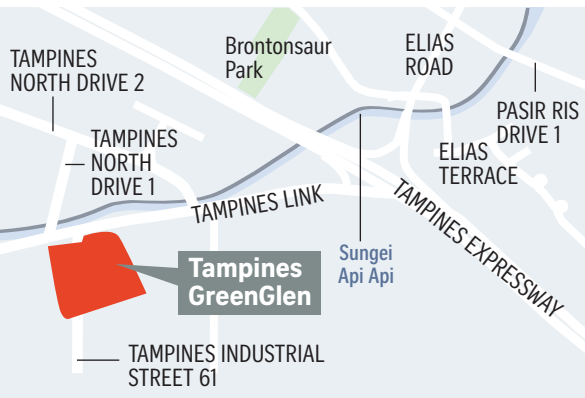 TAMPINES
NORTH DRIVE 2
Brontonsaur
Park
ELIAS
ROAD
TAMPINES
NORTH
DRIVE 1
PASIR RIS
DRIVE 1
ELIAS
TERRACE
TAMPINES LINK
TAMPINES EXPRESSWAY
Sungei
Api Api
Tampines
GreenGlen
TAMPINES INDUSTRIAL
STREET 61